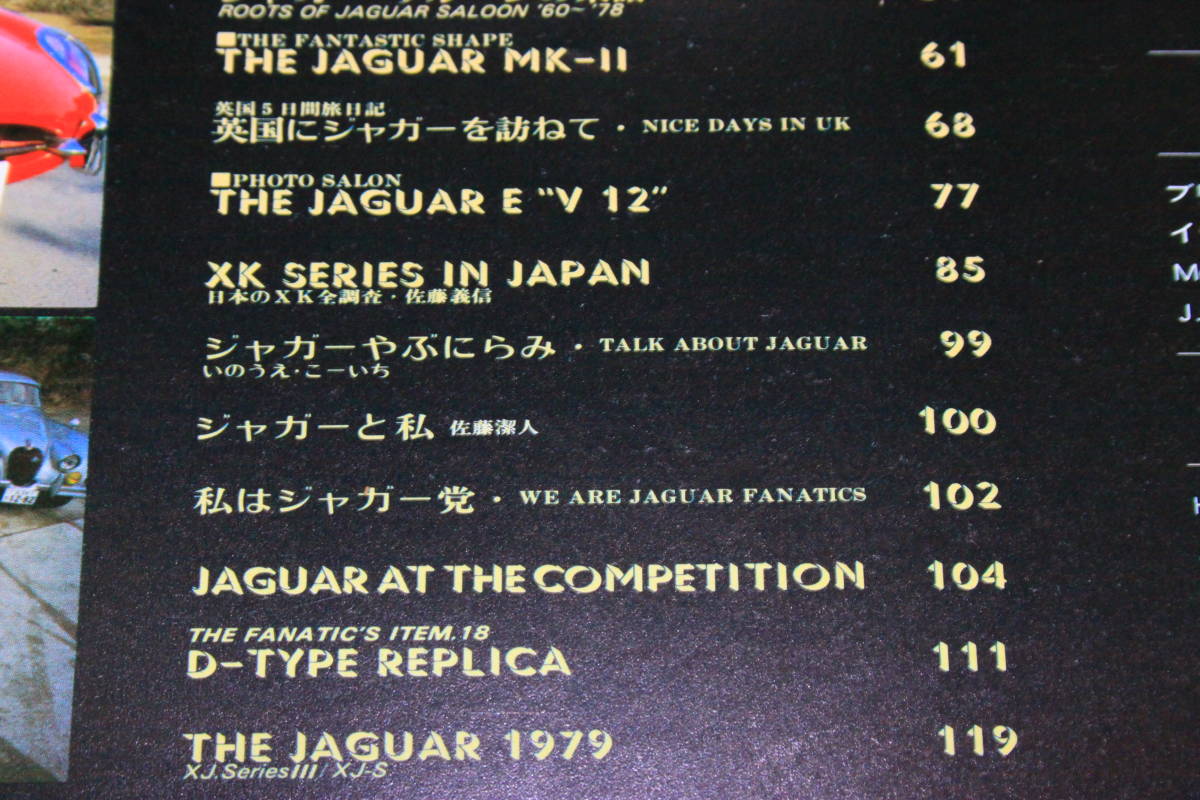 ROOTS OF JAGUAR SALOON '60~'78
■THE FANTASTIC SHAPE
THE JAGUAR MK-II 61
英国5日間旅日記
英国にジャガーを訪ねて・NICE DAYS IN UK 68
■PHOTO SALON
THE JAGUAR E "V 12" 77
XK SERIES IN JAPAN 85
日本のXK全調査・佐藤義信
ジャガーやぶにらみ・TALK ABOUT JAGUAR 99
いのうえ・こーいち
ジャガーと私 佐藤潔人 100
私はジャガー党・WE ARE JAGUAR FANATICS 102
JAGUAR AT THE COMPETITION 104
THE FANATIC'S ITEM.18
D-TYPE REPLICA 111
THE JAGUAR 1979 119
XJ.SeriesIII/XJ-S